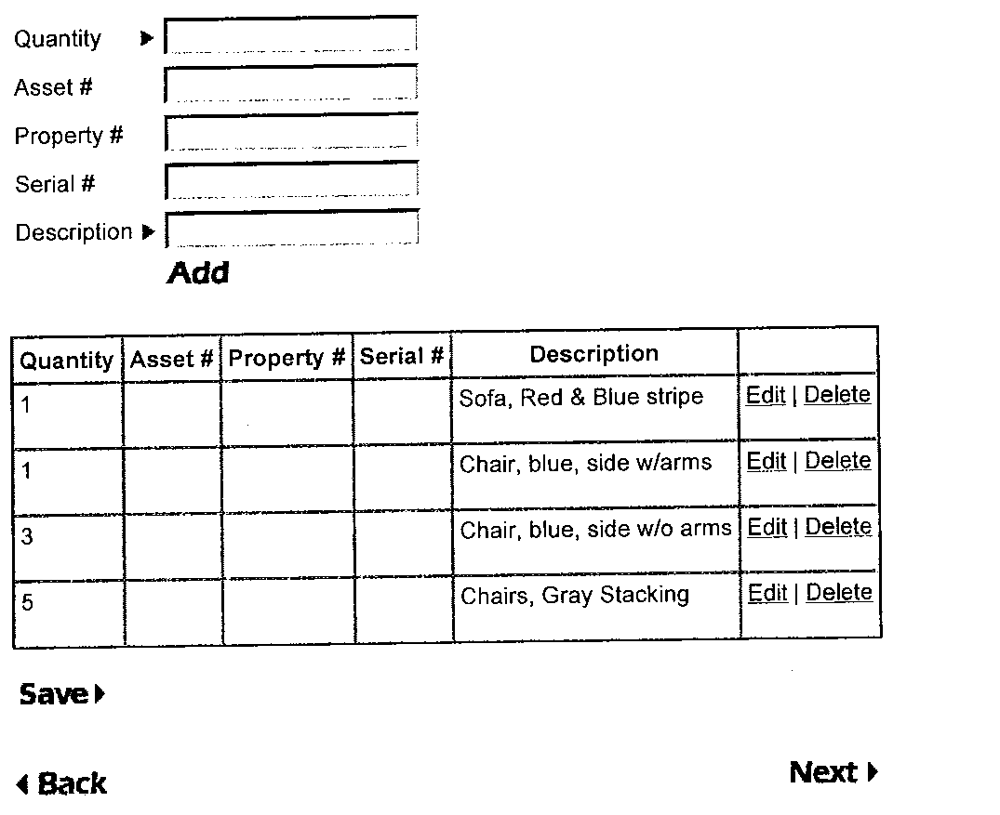 Quantity ▶
Asset #
Property #
Serial #
Description ▶
Add
Quantity Asset # Property # Serial # Description
1 Sofa, Red & Blue stripe Edit | Delete
1 Chair, blue, side w/arms Edit | Delete
3 Chair, blue, side w/o arms Edit | Delete
5 Chairs, Gray Stacking Edit | Delete
Save ▶
◀ Back Next ▶